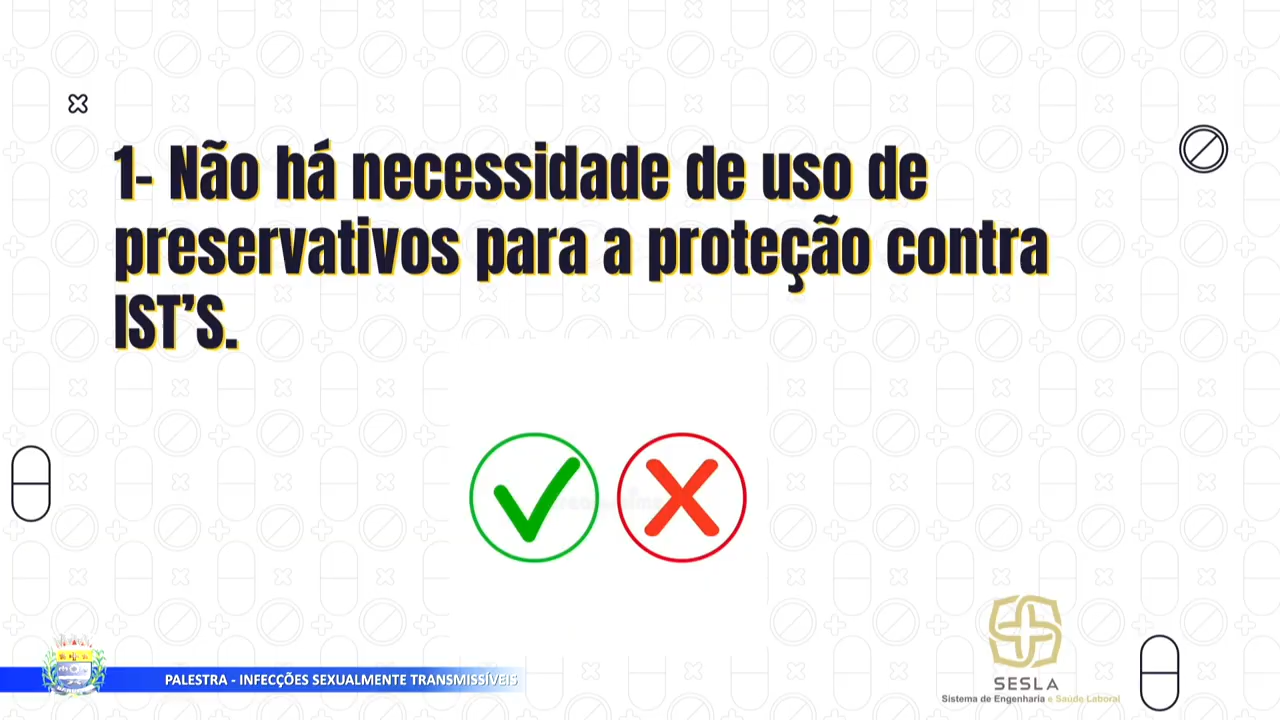 1- Não há necessidade de uso de
preservativos para a proteção contra
IST'S.
PALESTRA - INFECÇÕES SEXUALMENTE TRANSMISSÍVEIS
SESLA
Sistema de Engenharia e Saúde Laboral